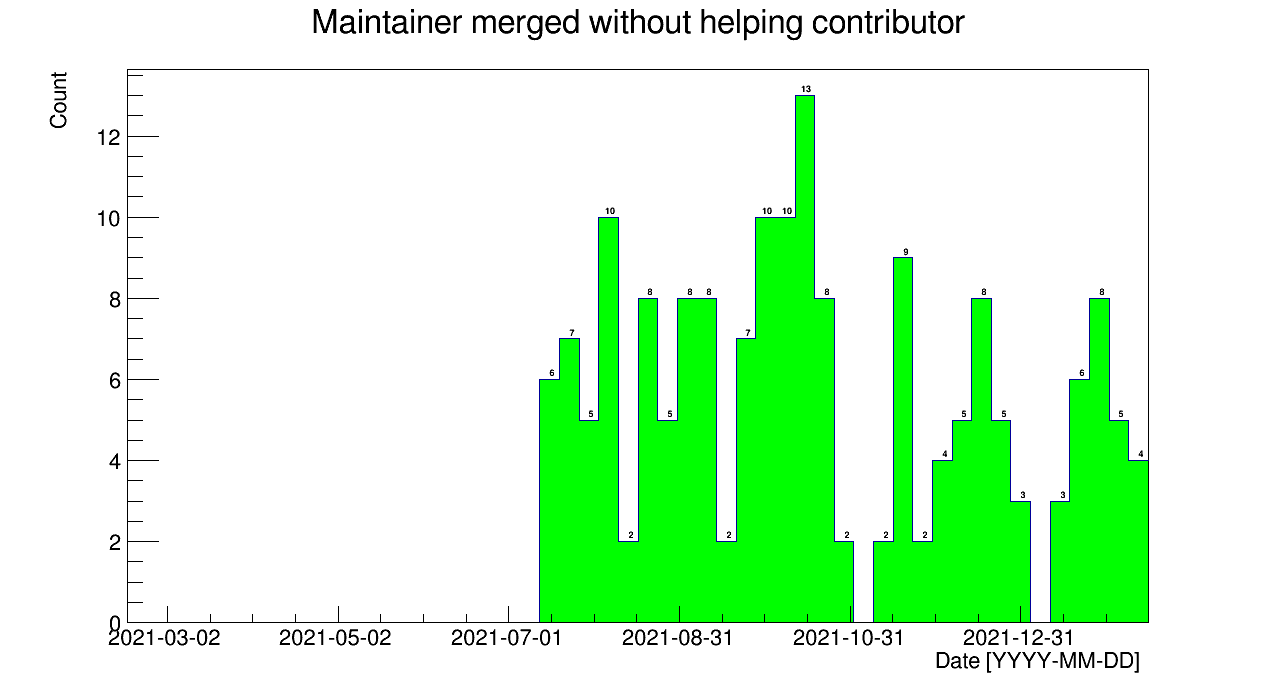 Maintainer merged without helping contributor
Count
13
12
10 10 10
9
8 8 8 8 8 8
7 7
6 6
5 5 5 5 5
4 4
3 3
2 2 2 2 2
12
10
8
6
4
2
0
2021-03-02 2021-05-02 2021-07-01 2021-08-31 2021-10-31 2021-12-31
Date [YYYY-MM-DD]